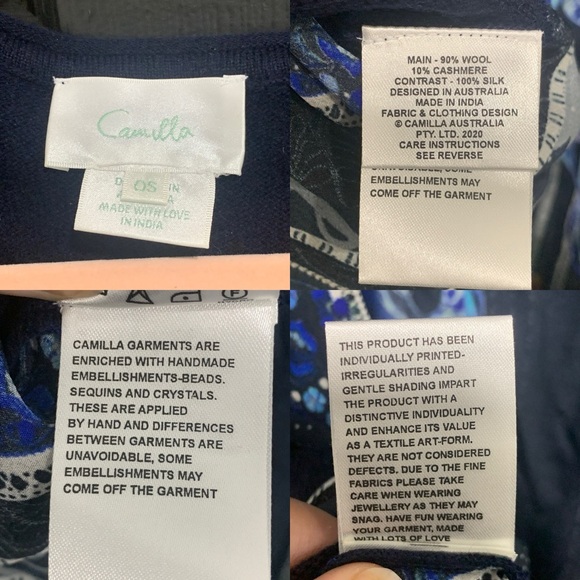 Camilla
OS
D IN
A
MADE WITH LOVE
IN INDIA
MAIN - 90% WOOL
10% CASHMERE
CONTRAST - 100% SILK
DESIGNED IN AUSTRALIA
MADE IN INDIA
FABRIC & CLOTHING DESIGN
© CAMILLA AUSTRALIA
PTY. LTD. 2020
CARE INSTRUCTIONS
SEE REVERSE
EMBELLISHMENTS MAY
COME OFF THE GARMENT
CAMILLA GARMENTS ARE
ENRICHED WITH HANDMADE
EMBELLISHMENTS-BEADS.
SEQUINS AND CRYSTALS.
THESE ARE APPLIED
BY HAND AND DIFFERENCES
BETWEEN GARMENTS ARE
UNAVOIDABLE, SOME
EMBELLISHMENTS MAY
COME OFF THE GARMENT
THIS PRODUCT HAS BEEN
INDIVIDUALLY PRINTED-
IRREGULARITIES AND
GENTLE SHADING IMPART
THE PRODUCT WITH A
DISTINCTIVE INDIVIDUALITY
AND ENHANCE ITS VALUE
AS A TEXTILE ART-FORM.
THEY ARE NOT CONSIDERED
DEFECTS. DUE TO THE FINE
FABRICS PLEASE TAKE
CARE WHEN WEARING
JEWELLERY AS THEY MAY
SNAG. HAVE FUN WEARING
YOUR GARMENT, MADE
WITH LOTS OF LOVE